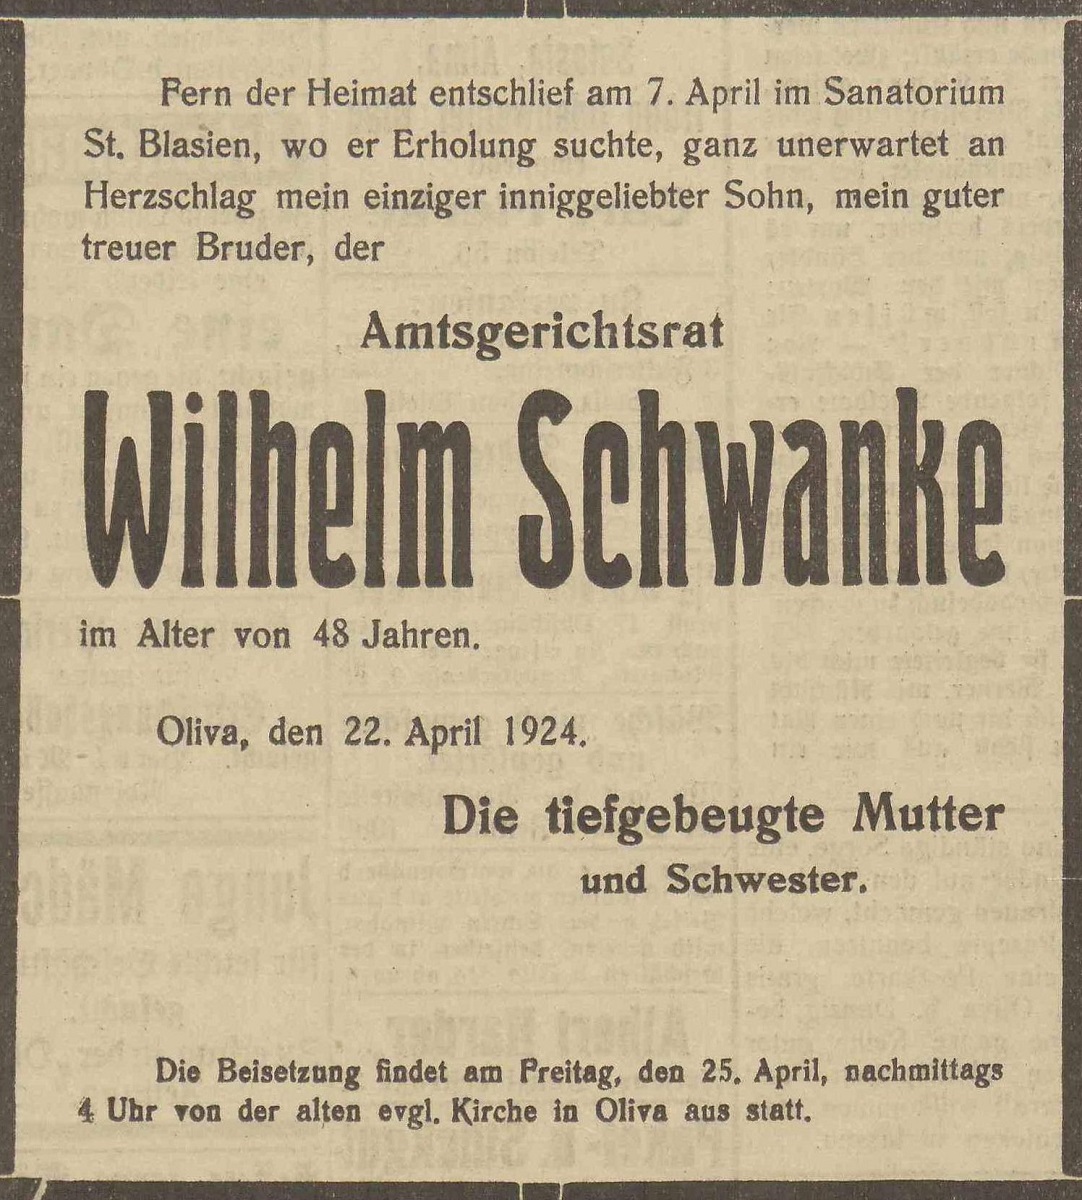 Fern der Heimat entschlief am 7. April im Sanatorium
St. Blasien, wo er Erholung suchte, ganz unerwartet an
Herzschlag mein einziger inniggeliebter Sohn, mein guter
treuer Bruder, der
Amtsgerichtsrat
Wilhelm Schwanke
im Alter von 48 Jahren.
Oliva, den 22. April 1924.
Die tiefgebeugte Mutter
und Schwester.
Die Beisetzung findet am Freitag, den 25. April, nachmittags
4 Uhr von der alten evgl. Kirche in Oliva aus statt.